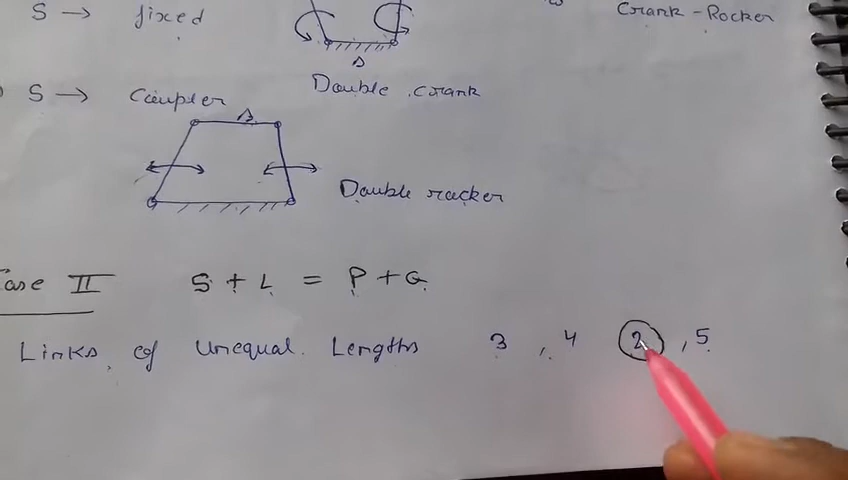 S → fixed
Crank - Rocker
S
Double crank
S → Coupler
S
Double rocker
Case II S + L = P + Q
Links of Unequal Lengths 3 , 4 2 , 5